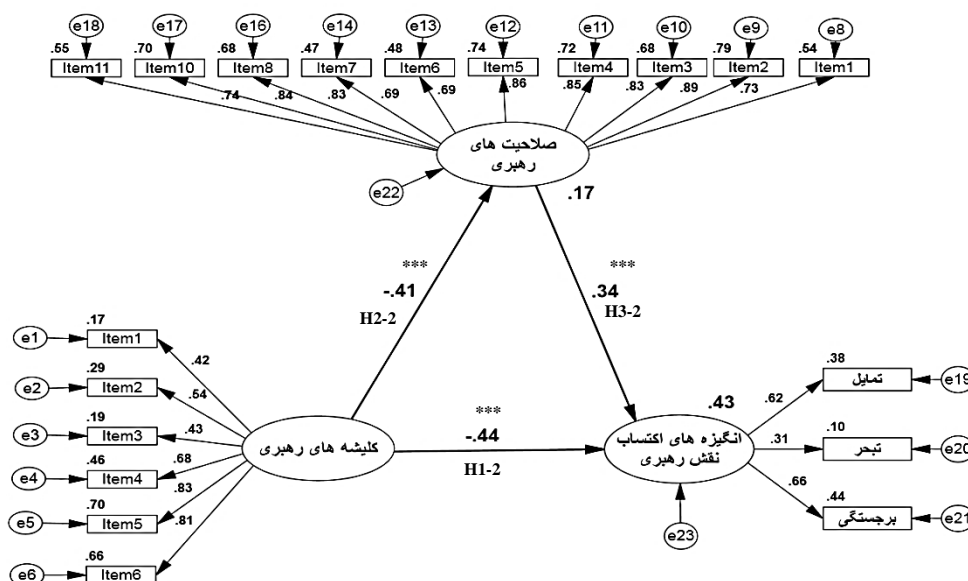 e18 e17 e16 e14 e13 e12 e11 e10 e9 e8
.55 .70 .68 .47 .48 .74 .72 .68 .79 .54
Item11 Item10 Item8 Item7 Item6 Item5 Item4 Item3 Item2 Item1
.74 .84 .83 .69 .69 .86 .85 .83 .89 .73
صلاحیت های
رهبری
e22
.17
***
-.41
H2-2
***
.34
H3-2
.17
e1 Item1 .42
.29
e2 Item2 .54
.19
e3 Item3 .43
.46
e4 Item4 .68
.70
e5 Item5 .83
.66
e6 Item6 .81
کلیشه های رهبری
***
-.44
H1-2
.43
انگیزه های اکتساب
نقش رهبری
e23
.38
.62 تمایل e19
.10
.31 تبحر e20
.44
.66 برجستگی e21